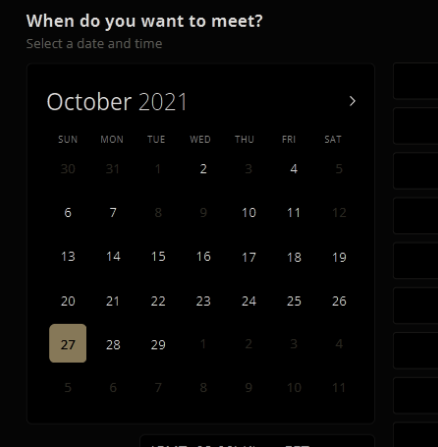 When do you want to meet?
Select a date and time
October 2021
SUN MON TUE WED THU FRI SAT
30 31 1 2 3 4 5
6 7 8 9 10 11 12
13 14 15 16 17 18 19
20 21 22 23 24 25 26
27 28 29 1 2 3 4
5 6 7 8 9 10 11